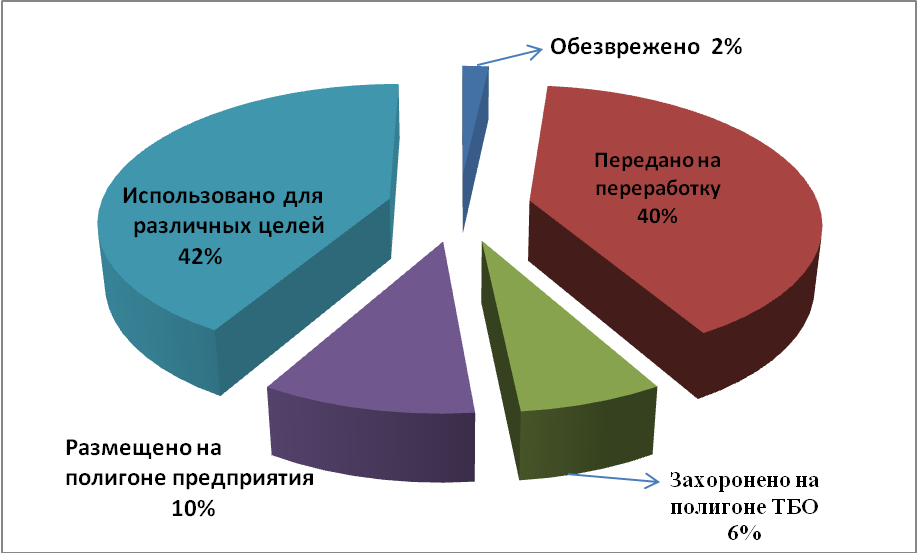 Обезврежено 2%
Передано на
переработку
40%
Использовано для
различных целей
42%
Размещено на
полигоне предприятия
10%
Захоронено на
полигоне ТБО
6%